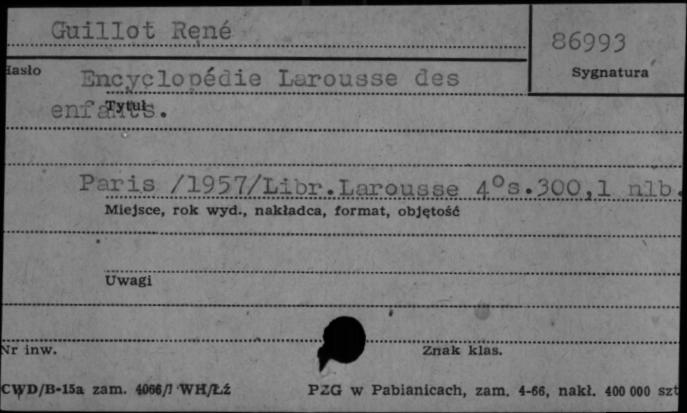 Guillot René
86993
Hasło
Sygnatura
Encyclopédie Larousse des
enfants.
Tytuł
Paris /1957/Libr.Larousse 4°s.300,1 nlb.
Miejsce, rok wyd., nakładca, format, objętość
Uwagi
Nr inw.
Znak klas.
CWD/B-15a zam. 4066/ WH/Łź
PZG w Pabianicach, zam. 4-66, nakł. 400 000 szt